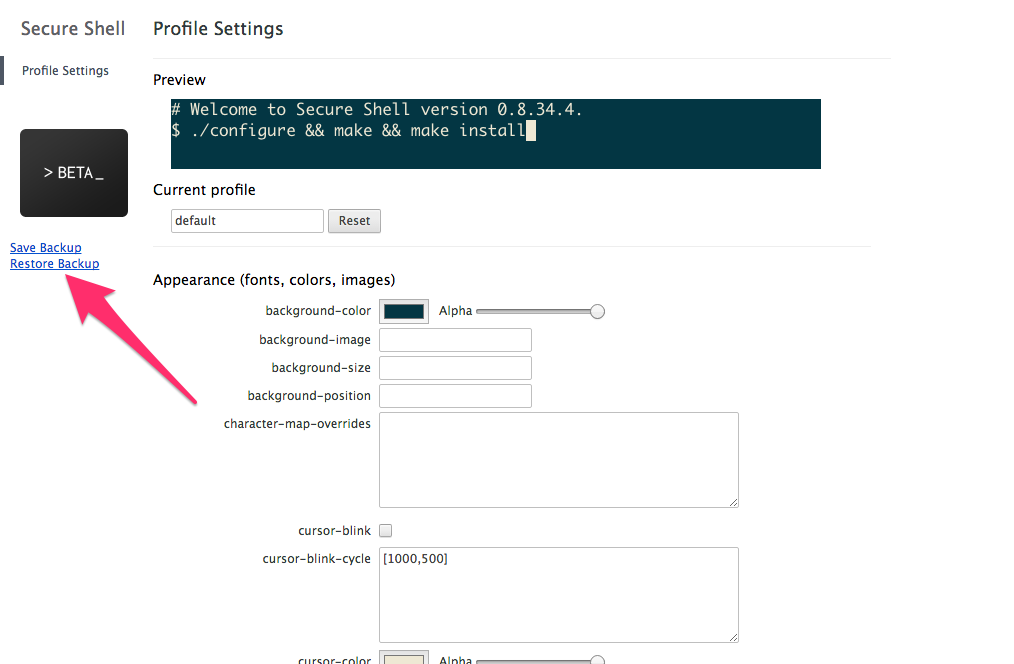 Secure Shell
Profile Settings
Profile Settings
> BETA_
Save Backup
Restore Backup
Preview
# Welcome to Secure Shell version 0.8.34.4.
$ ./configure && make && make install
Current profile
default Reset
Appearance (fonts, colors, images)
background-color Alpha
background-image
background-size
background-position
character-map-overrides
cursor-blink
cursor-blink-cycle [1000,500]
cursor-color Alpha